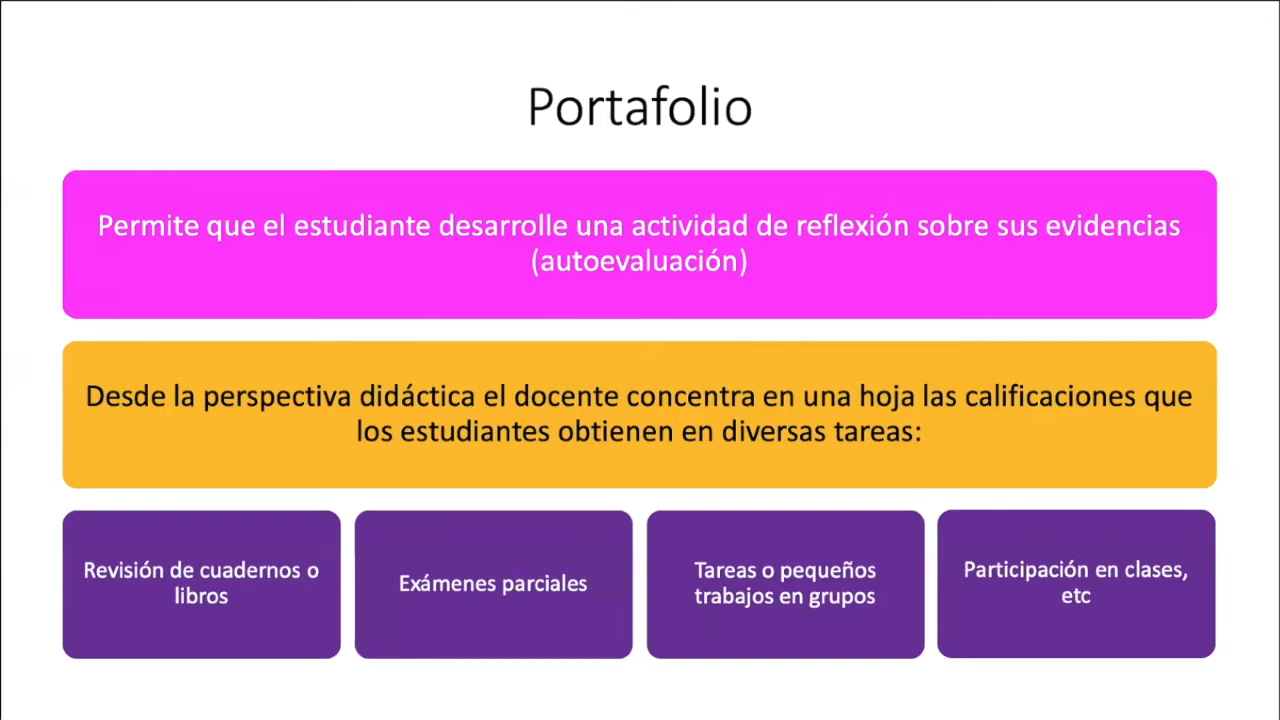 Portafolio
Permite que el estudiante desarrolle una actividad de reflexión sobre sus evidencias
(autoevaluación)
Desde la perspectiva didáctica el docente concentra en una hoja las calificaciones que
los estudiantes obtienen en diversas tareas:
Revisión de cuadernos o
libros
Exámenes parciales
Tareas o pequeños
trabajos en grupos
Participación en clases,
etc